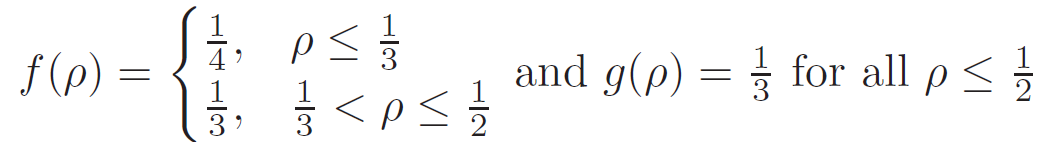 f(ρ) = { 1/4, ρ ≤ 1/3
1/3, 1/3 < ρ ≤ 1/2 and g(ρ) = 1/3 for all ρ ≤ 1/2